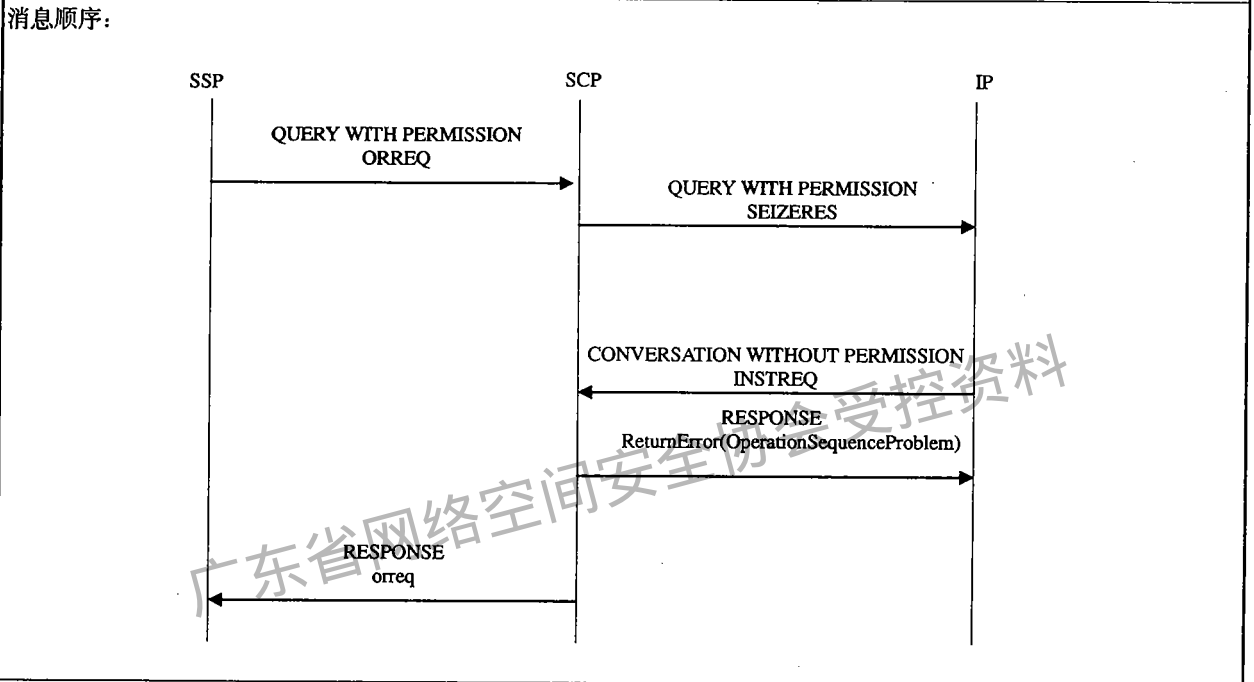 消息顺序：
SSP
SCP
IP
QUERY WITH PERMISSION
ORREQ
QUERY WITH PERMISSION
SEIZERES
CONVERSATION WITHOUT PERMISSION
INSTREQ
RESPONSE
ReturnError(OperationSequenceProblem)
RESPONSE
orreq
广东省网络空间安全协会受控资料